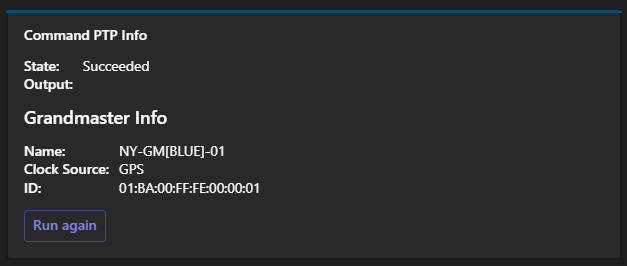 Command PTP Info
State: Succeeded
Output:
Grandmaster Info
Name: NY-GM[BLUE]-01
Clock Source: GPS
ID: 01:BA:00:FF:FE:00:00:01
Run again